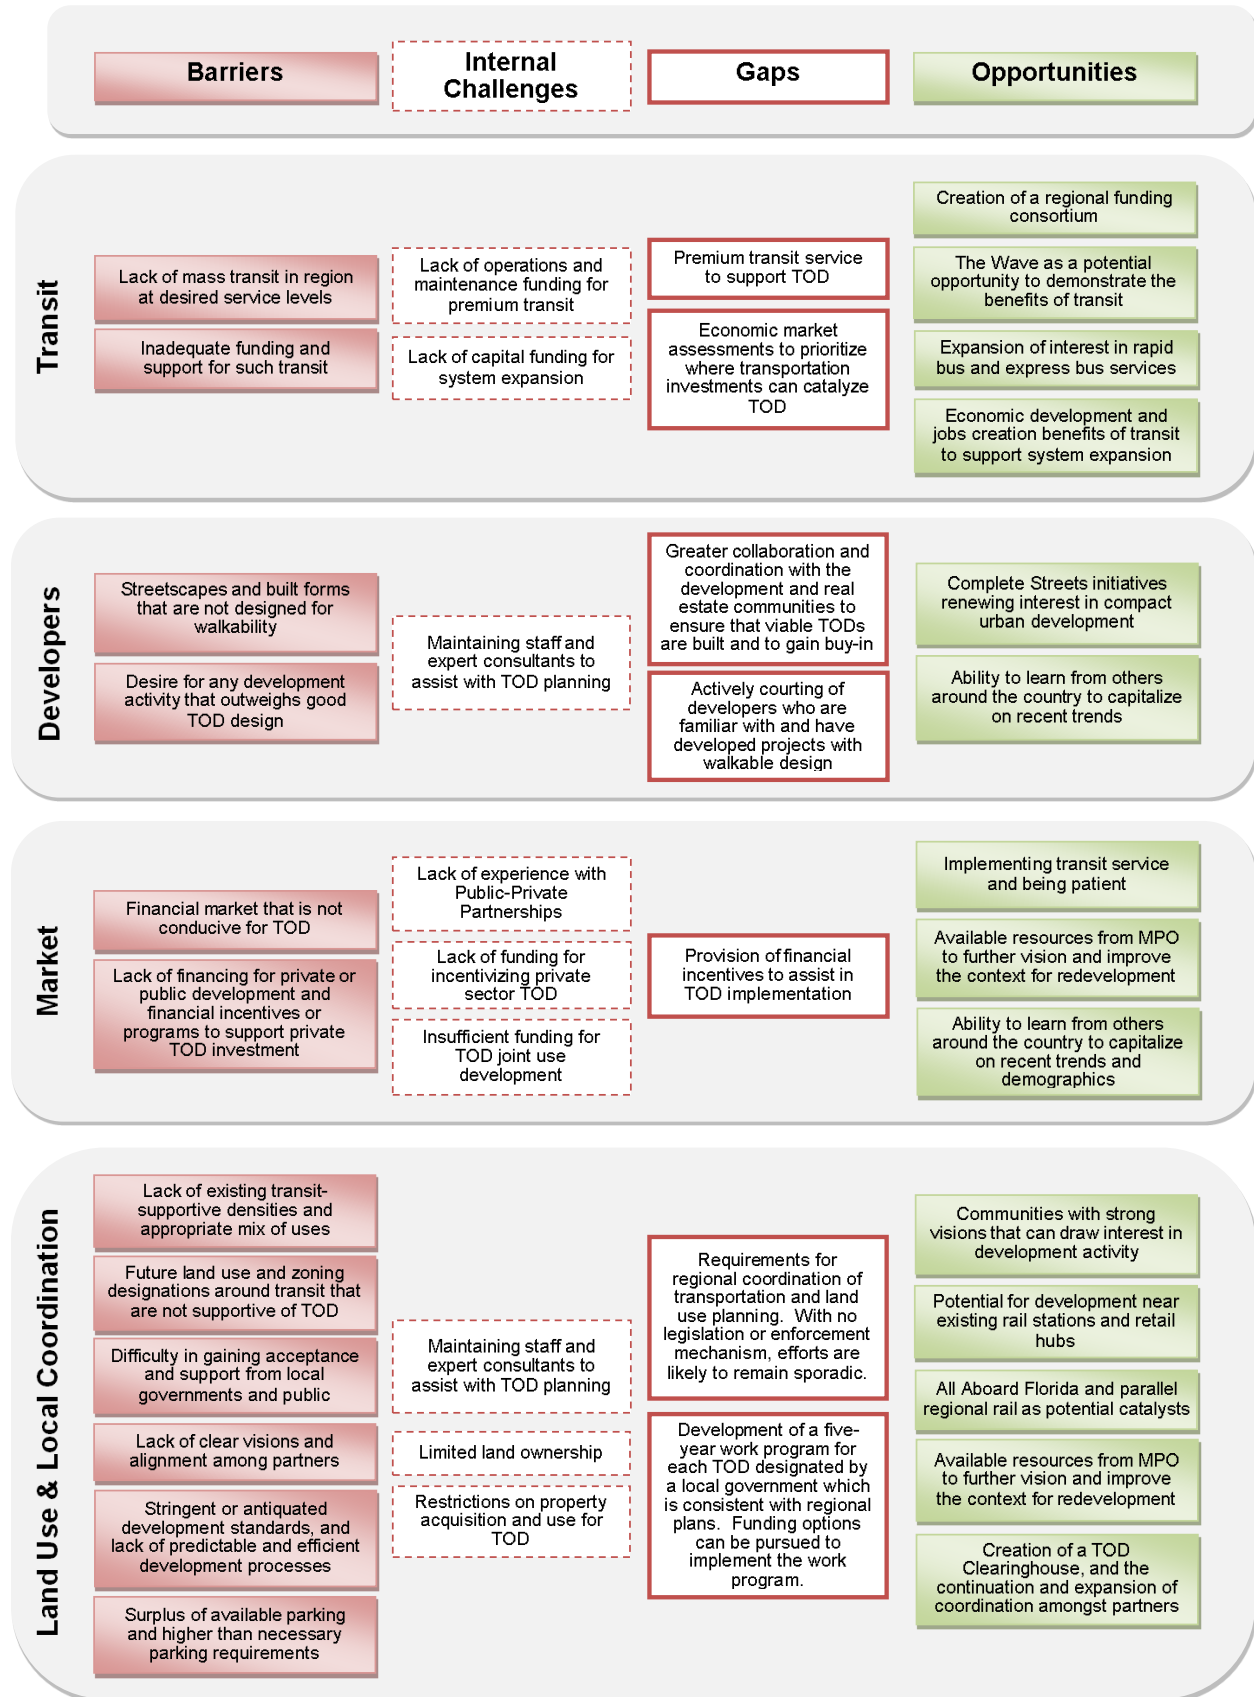 Barriers
Internal
Challenges
Gaps
Opportunities
Transit
Lack of mass transit in region
at desired service levels
Inadequate funding and
support for such transit
Lack of operations and
maintenance funding for
premium transit
Lack of capital funding for
system expansion
Premium transit service
to support TOD
Economic market
assessments to prioritize
where transportation
investments can catalyze
TOD
Creation of a regional funding
consortium
The Wave as a potential
opportunity to demonstrate the
benefits of transit
Expansion of interest in rapid
bus and express bus services
Economic development and
jobs creation benefits of transit
to support system expansion
Developers
Streetscapes and built forms
that are not designed for
walkability
Desire for any development
activity that outweighs good
TOD design
Maintaining staff and
expert consultants to
assist with TOD planning
Greater collaboration and
coordination with the
development and real
estate communities to
ensure that viable TODs
are built and to gain buy-in
Actively courting of
developers who are
familiar with and have
developed projects with
walkable design
Complete Streets initiatives
renewing interest in compact
urban development
Ability to learn from others
around the country to capitalize
on recent trends
Market
Financial market that is not
conducive for TOD
Lack of financing for private or
public development and
financial incentives or
programs to support private
TOD investment
Lack of experience with
Public-Private
Partnerships
Lack of funding for
incentivizing private
sector TOD
Insufficient funding for
TOD joint use
development
Provision of financial
incentives to assist in
TOD implementation
Implementing transit service
and being patient
Available resources from MPO
to further vision and improve
the context for redevelopment
Ability to learn from others
around the country to capitalize
on recent trends and
demographics
Land Use & Local Coordination
Lack of existing transit-
supportive densities and
appropriate mix of uses
Future land use and zoning
designations around transit that
are not supportive of TOD
Difficulty in gaining acceptance
and support from local
governments and public
Lack of clear visions and
alignment among partners
Stringent or antiquated
development standards, and
lack of predictable and efficient
development processes
Surplus of available parking
and higher than necessary
parking requirements
Maintaining staff and
expert consultants to
assist with TOD planning
Limited land ownership
Restrictions on property
acquisition and use for
TOD
Requirements for
regional coordination of
transportation and land
use planning. With no
legislation or enforcement
mechanism, efforts are
likely to remain sporadic.
Development of a five-
year work program for
each TOD designated by
a local government which
is consistent with regional
plans. Funding options
can be pursued to
implement the work
program.
Communities with strong
visions that can draw interest in
development activity
Potential for development near
existing rail stations and retail
hubs
All Aboard Florida and parallel
regional rail as potential catalysts
Available resources from MPO
to further vision and improve
the context for redevelopment
Creation of a TOD
Clearinghouse, and the
continuation and expansion of
coordination amongst partners